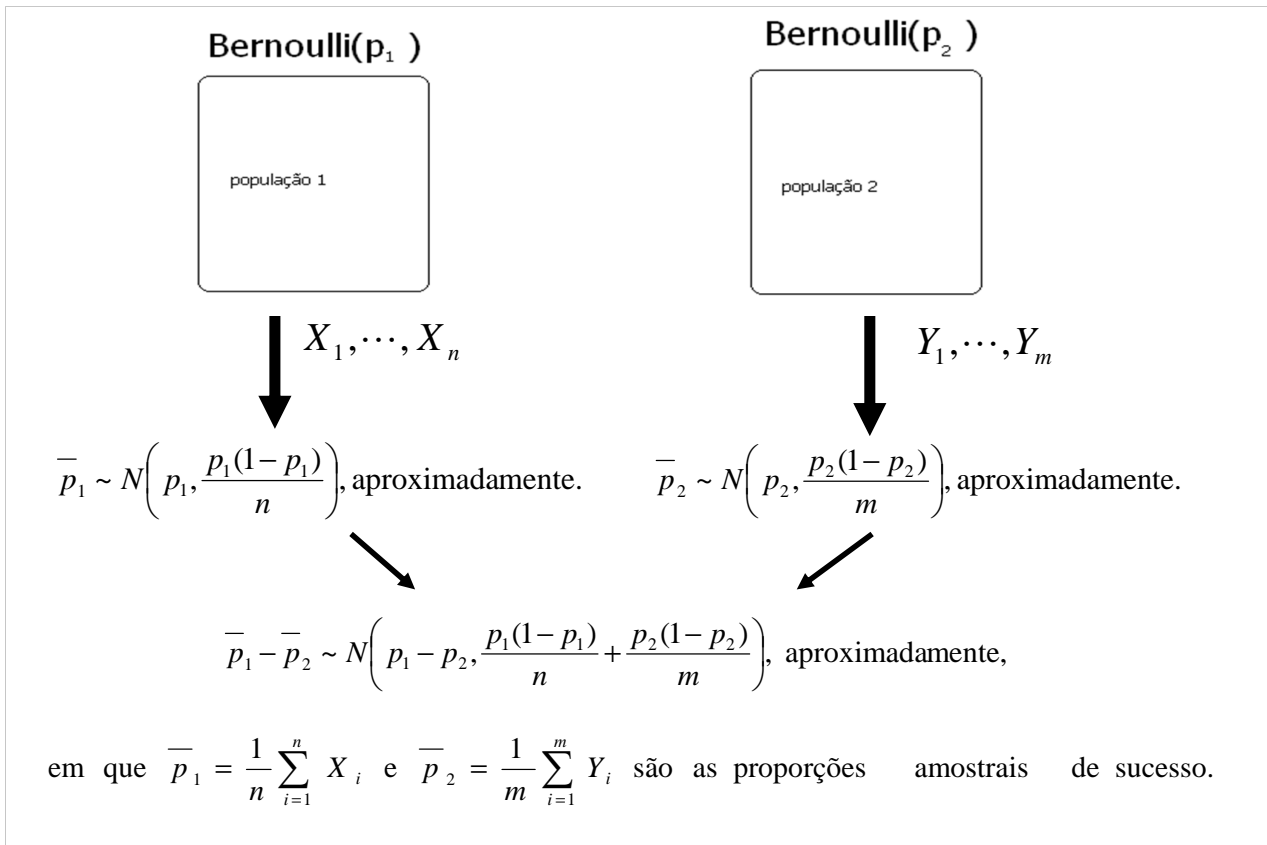 Bernoulli(p₁ )
Bernoulli(p₂ )
população 1
população 2
X₁,⋯, Xₙ
Y₁,⋯,Yₘ
p̅₁ ~ N( p₁, p₁(1− p₁)/n ), aproximadamente.
p̅₂ ~ N( p₂, p₂(1− p₂)/m ), aproximadamente.
p̅₁ − p̅₂ ~ N( p₁ − p₂, p₁(1− p₁)/n + p₂(1− p₂)/m ), aproximadamente,
em que p̅₁ = 1/n ∑_{i=1}^{n} Xᵢ e p̅₂ = 1/m ∑_{i=1}^{m} Yᵢ são as proporções amostrais de sucesso.